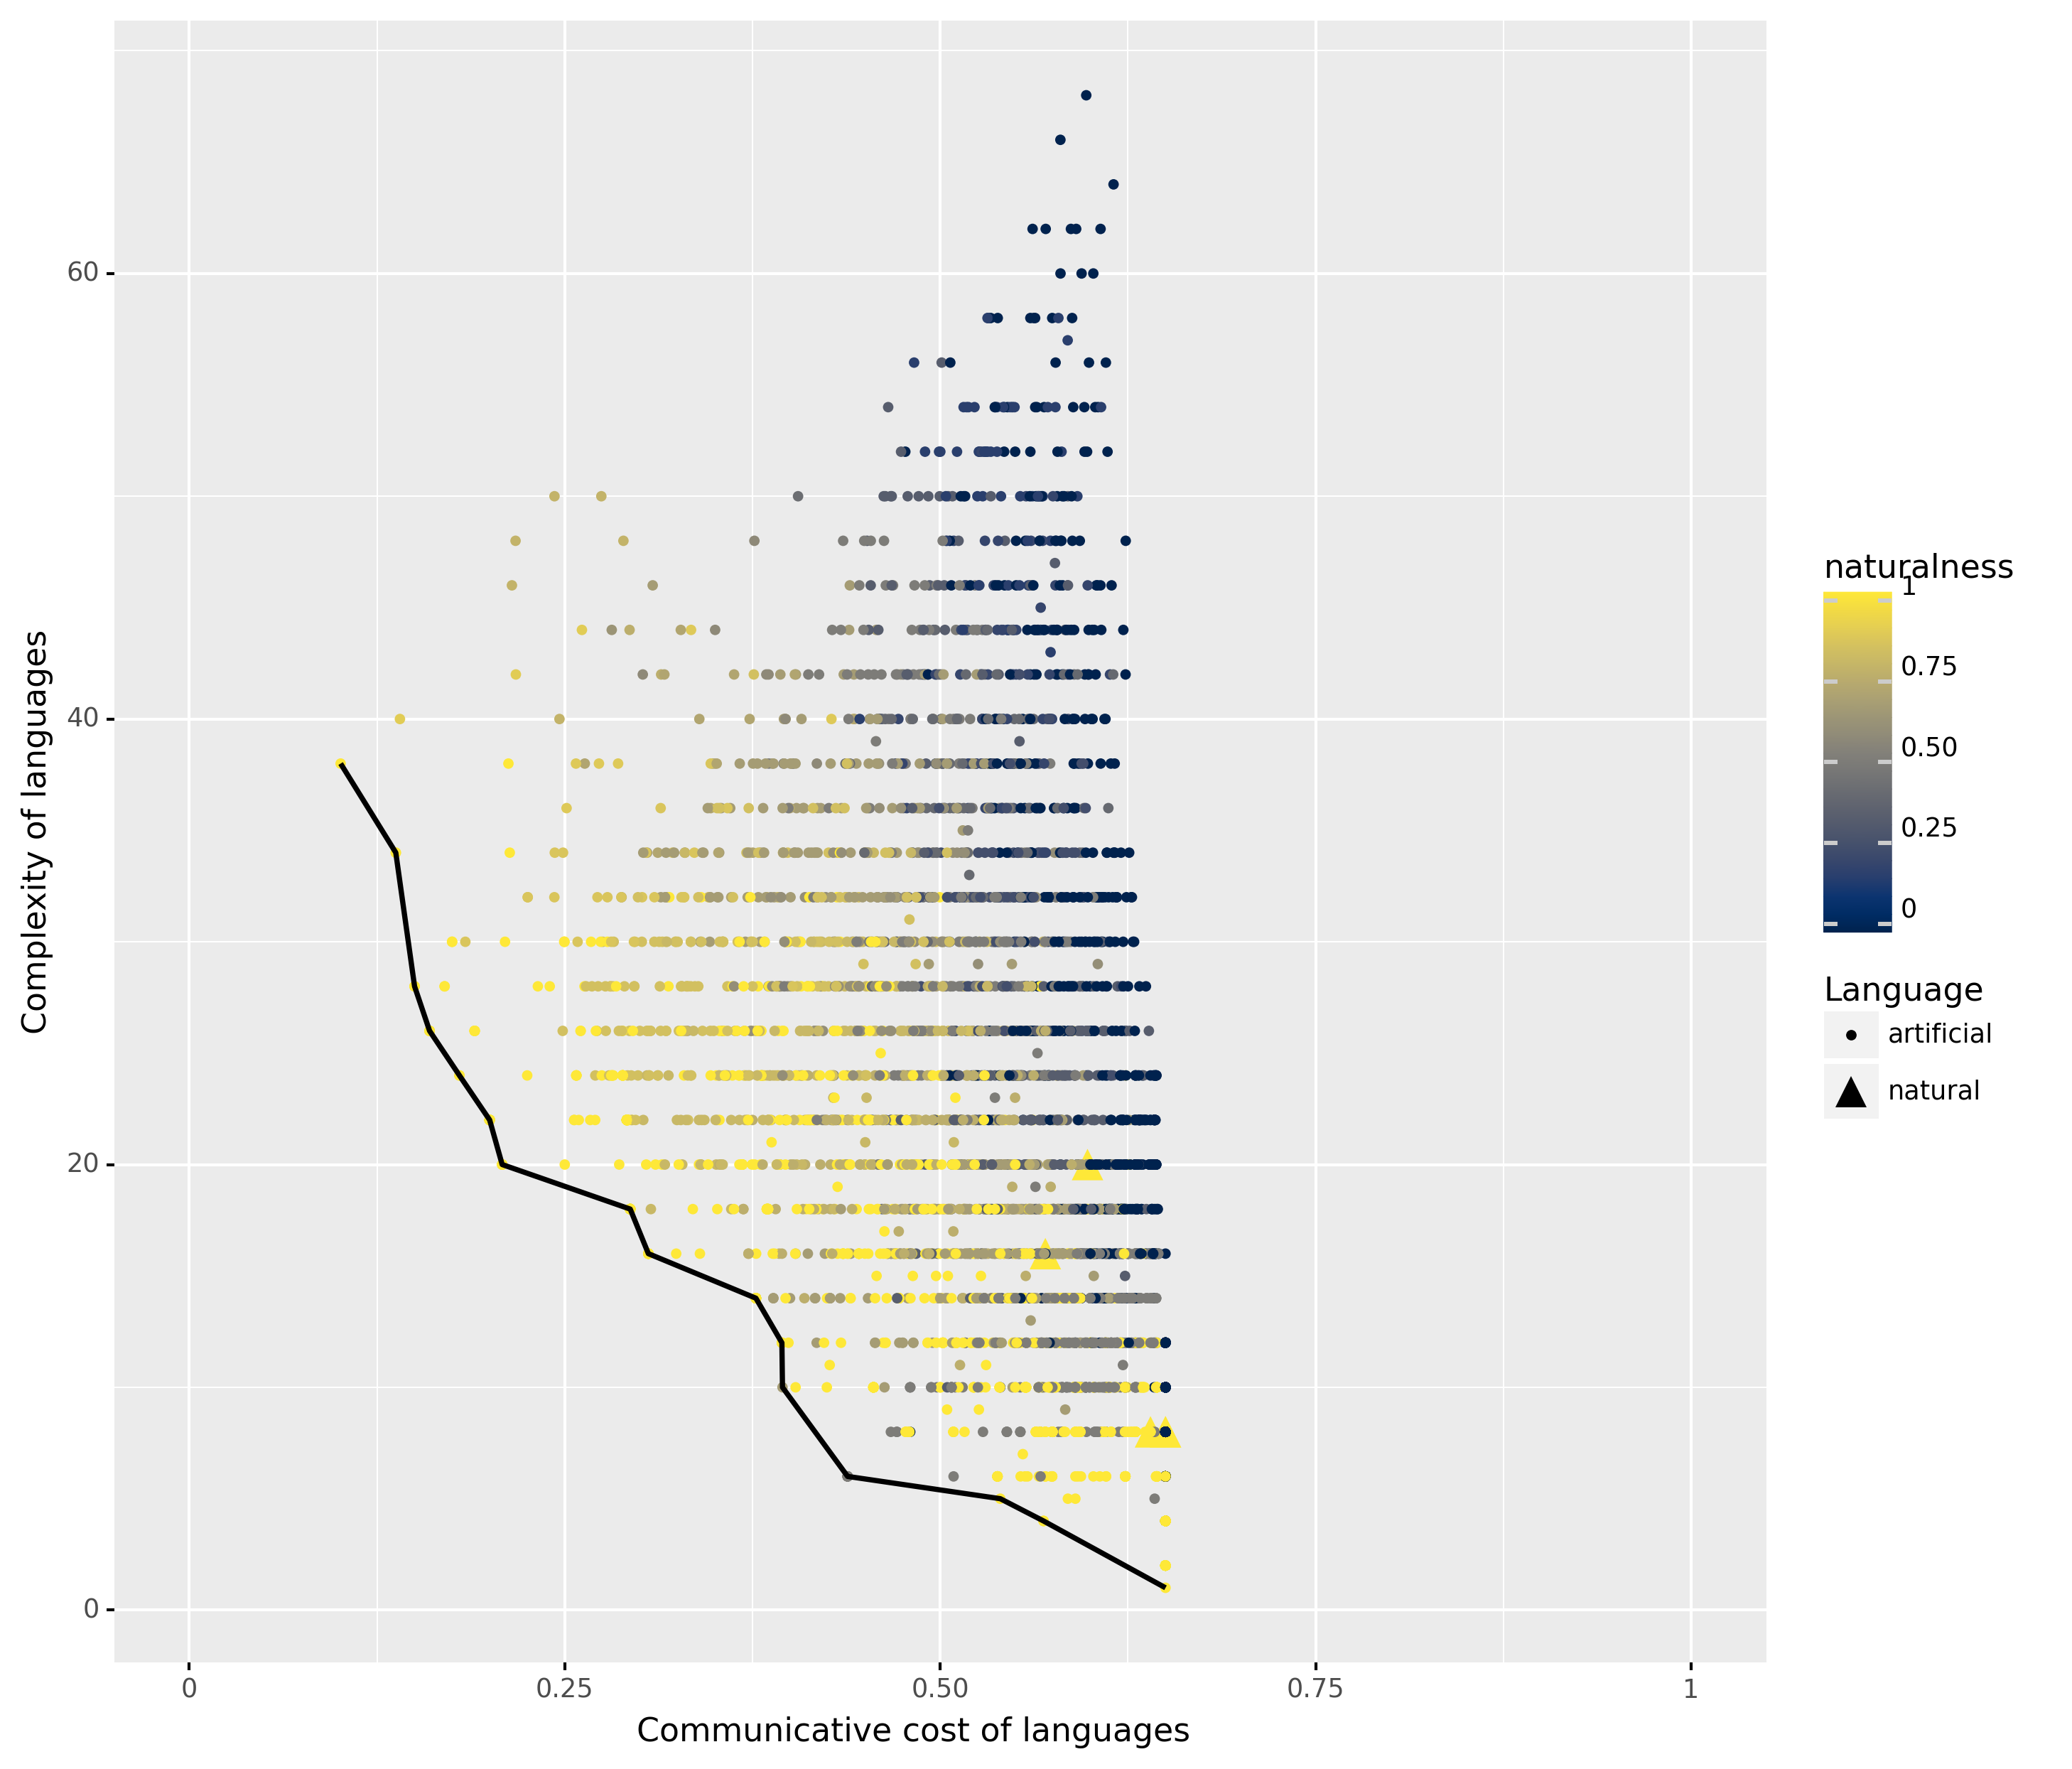 60
40
20
0
Complexity of languages
0
0.25
0.50
0.75
1
Communicative cost of languages
naturalness
1
0.75
0.50
0.25
0
Language
artificial
natural